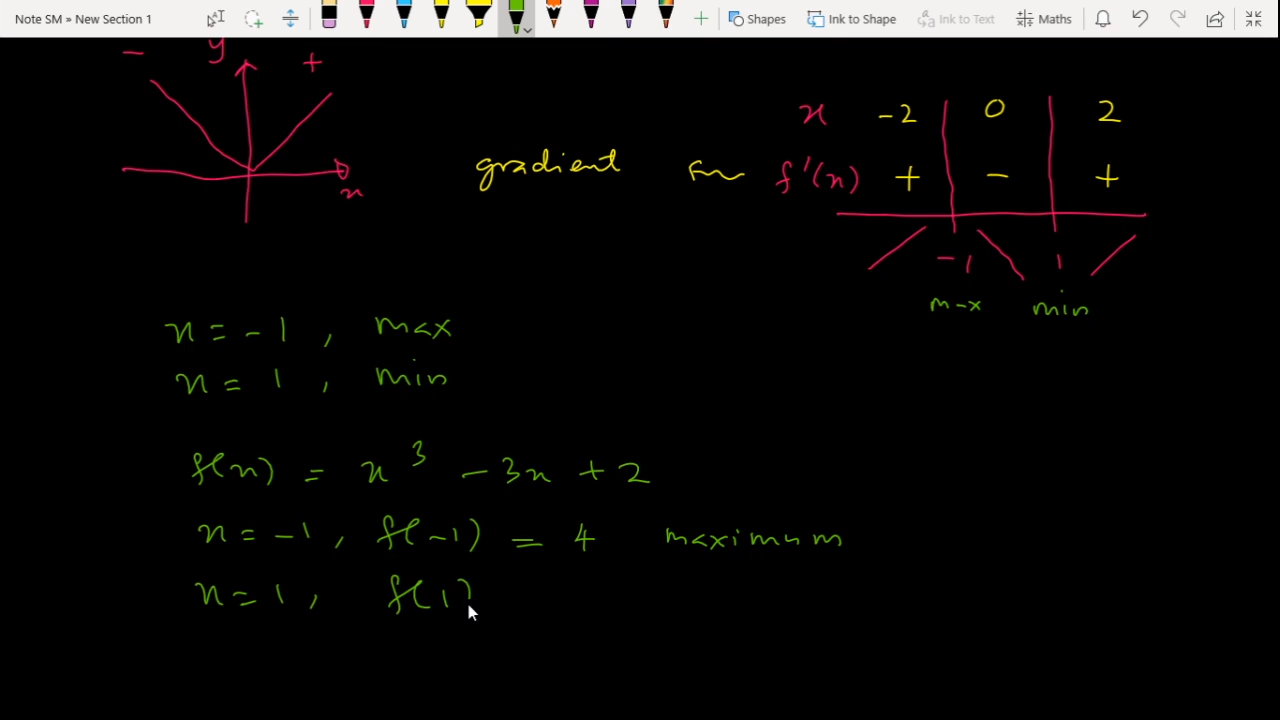 Note SM » New Section 1
Shapes
Ink to Shape
Ink to Text
Maths
- y +
x
x -2 0 2
gradient fn f'(x) + - +
-1 1
max min
x = -1 , max
x = 1 , min
f(x) = x³ - 3x + 2
x = -1 , f(-1) = 4 maximum
x = 1 , f(1)